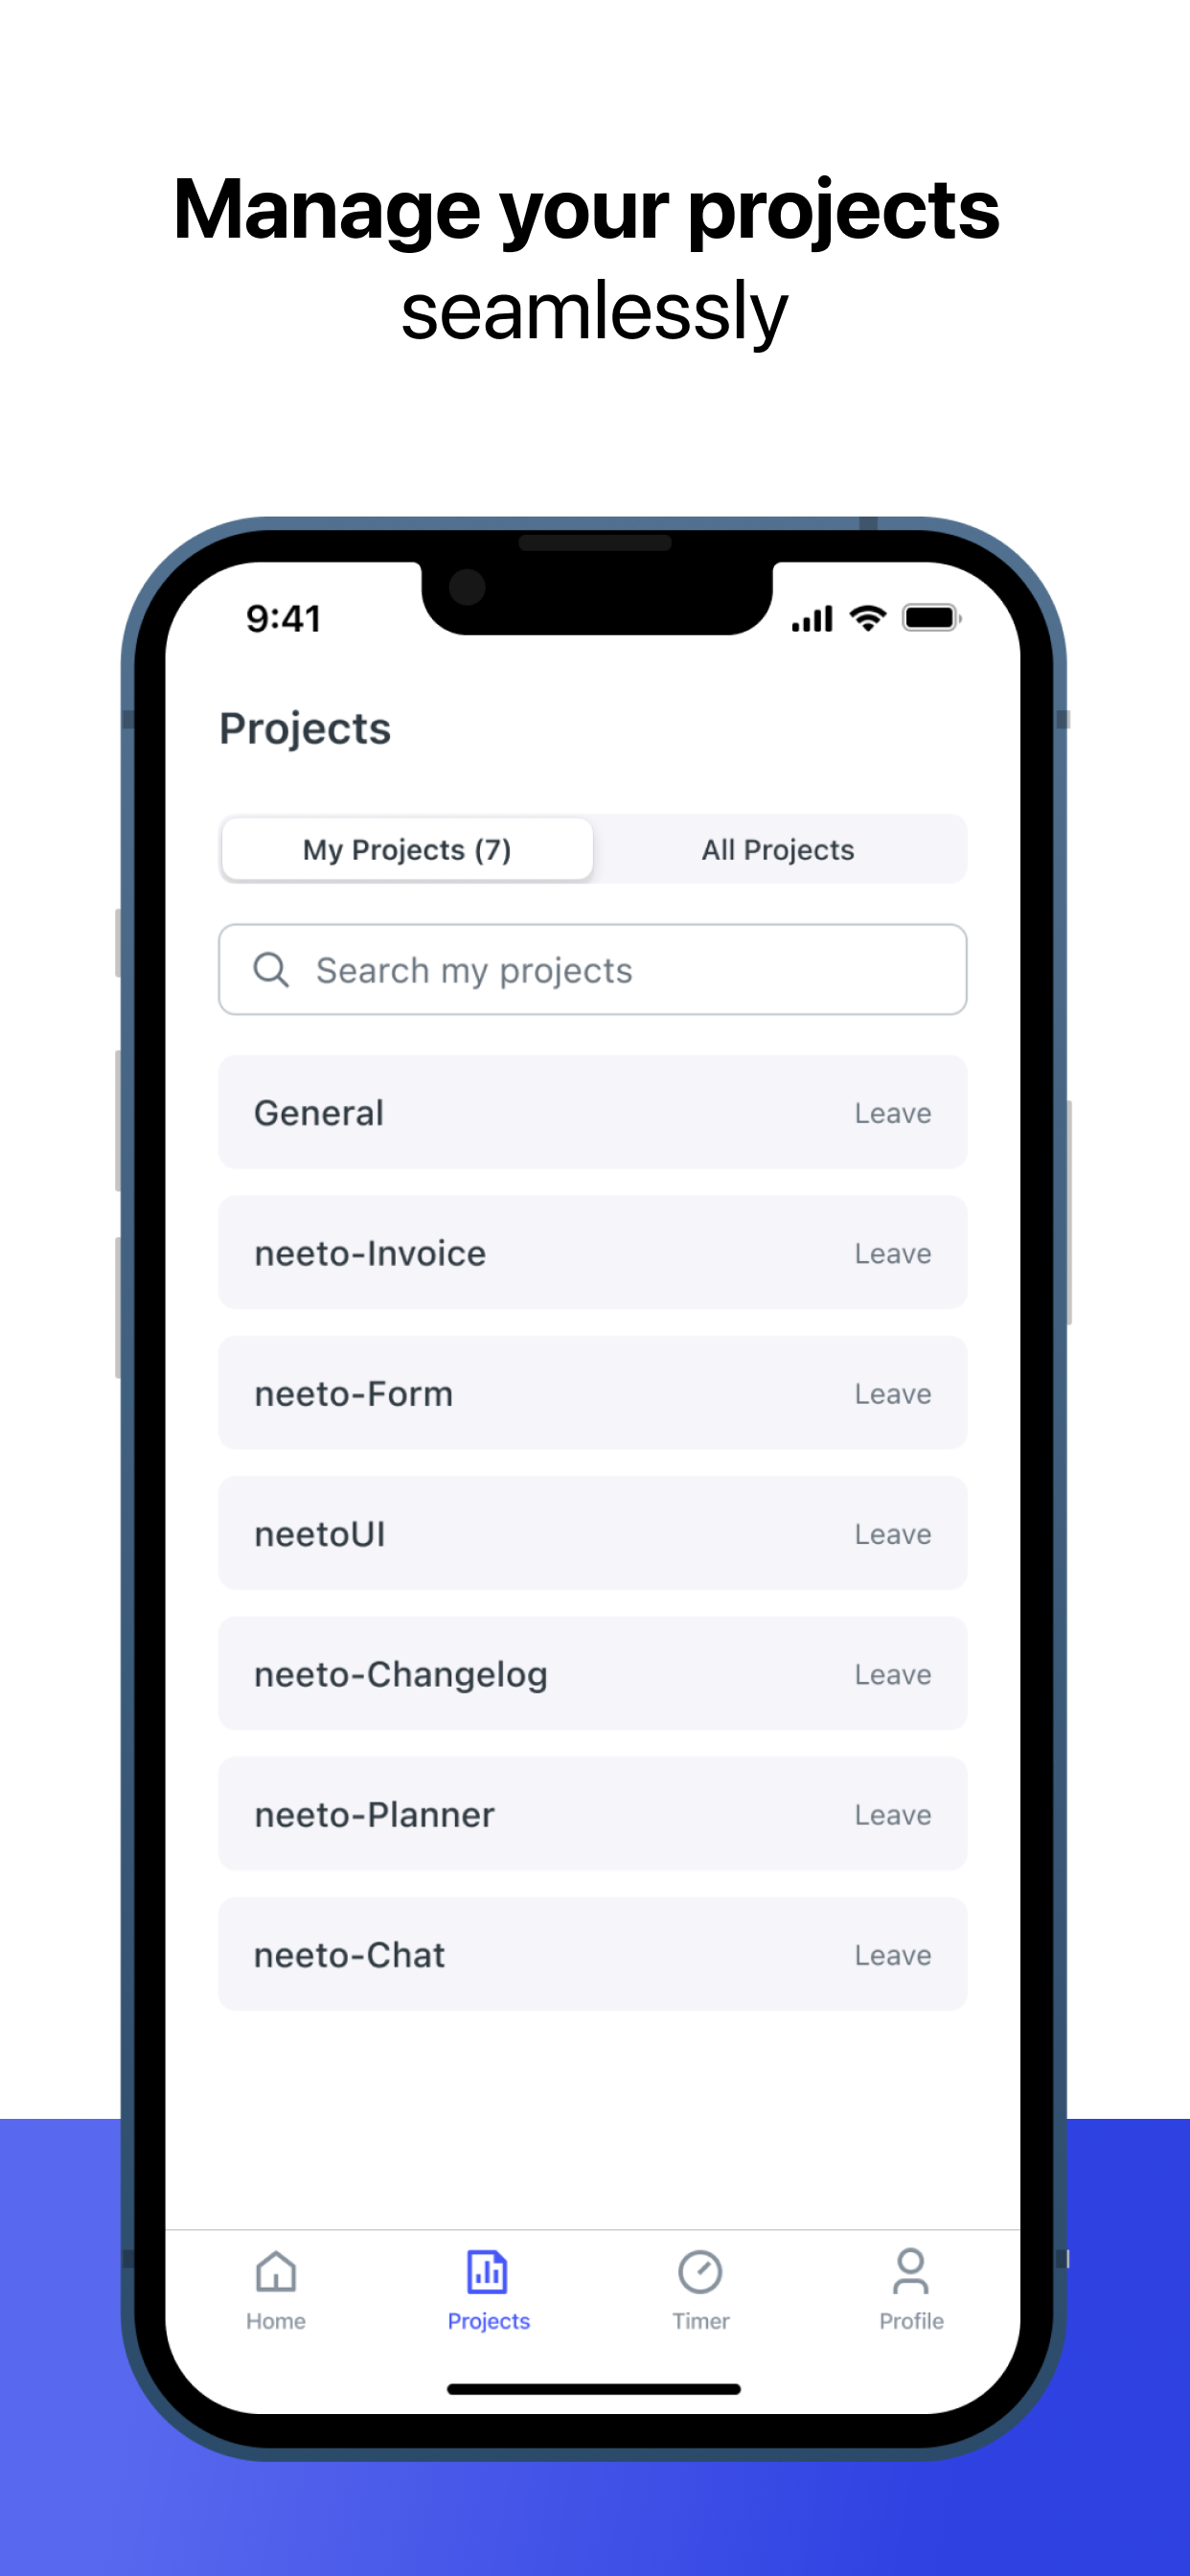 Manage your projects
seamlessly
9:41
Projects
My Projects (7) All Projects
Search my projects
General Leave
neeto-Invoice Leave
neeto-Form Leave
neetoUI Leave
neeto-Changelog Leave
neeto-Planner Leave
neeto-Chat Leave
Home Projects Timer Profile